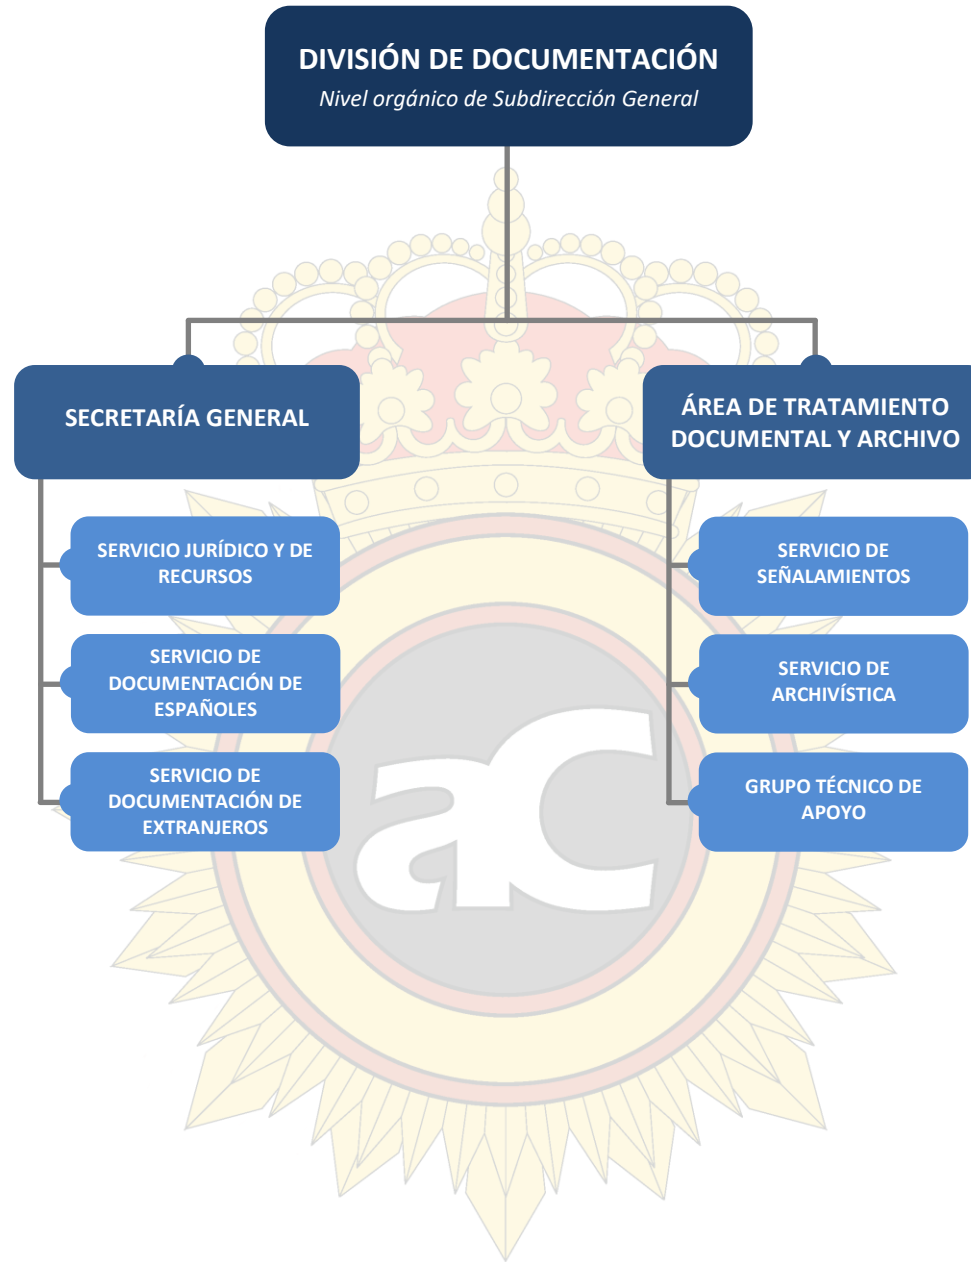 DIVISIÓN DE DOCUMENTACIÓN
Nivel orgánico de Subdirección General
SECRETARÍA GENERAL
SERVICIO JURÍDICO Y DE
RECURSOS
SERVICIO DE
DOCUMENTACIÓN DE
ESPAÑOLES
SERVICIO DE
DOCUMENTACIÓN DE
EXTRANJEROS
ÁREA DE TRATAMIENTO
DOCUMENTAL Y ARCHIVO
SERVICIO DE
SEÑALAMIENTOS
SERVICIO DE
ARCHIVÍSTICA
GRUPO TÉCNICO DE
APOYO
aC